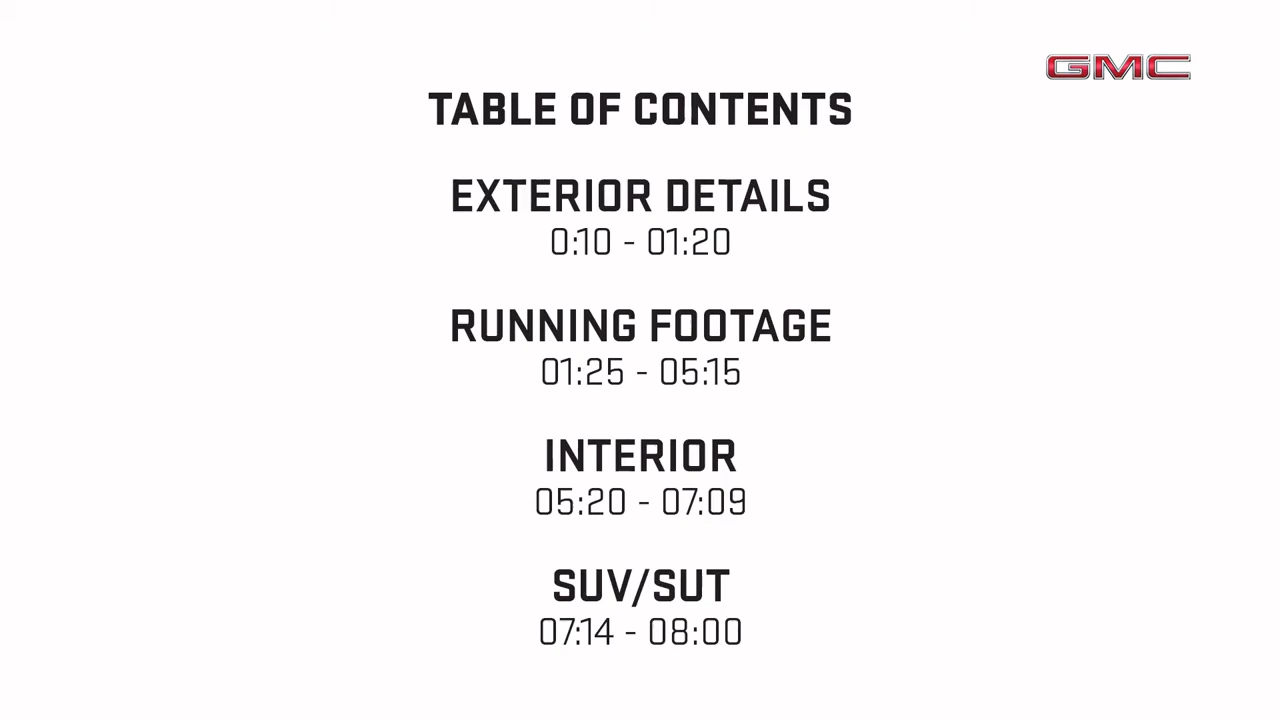 GMC
TABLE OF CONTENTS
EXTERIOR DETAILS
0:10 - 01:20
RUNNING FOOTAGE
01:25 - 05:15
INTERIOR
05:20 - 07:09
SUV/SUT
07:14 - 08:00